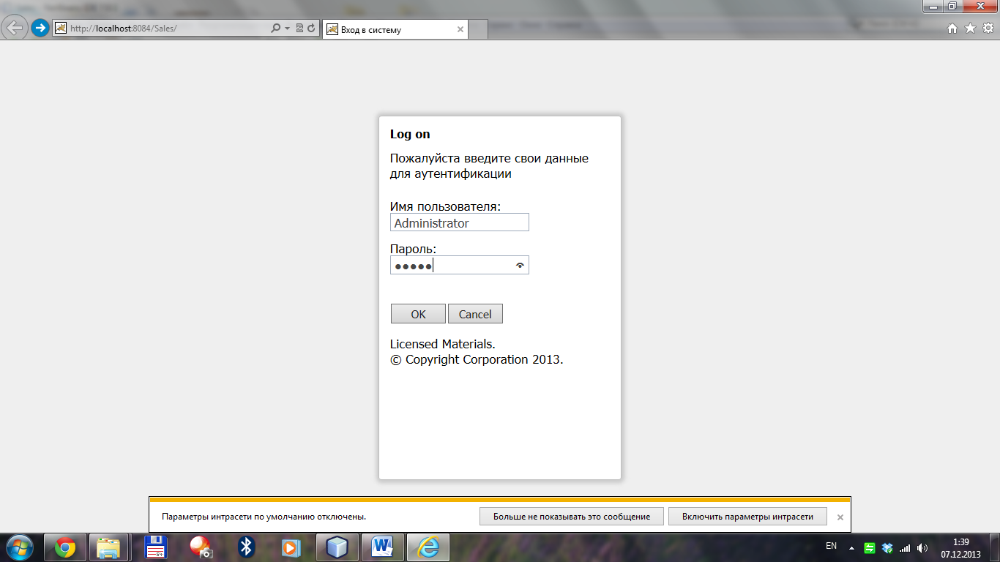 http://localhost:8084/Sales/
Вход в систему
Log on
Пожалуйста введите свои данные
для аутентификации
Имя пользователя:
Administrator
Пароль:
●●●●●
OK Cancel
Licensed Materials.
© Copyright Corporation 2013.
Параметры интрасети по умолчанию отключены. Больше не показывать это сообщение Включить параметры интрасети
64
W
EN
1:39
07.12.2013